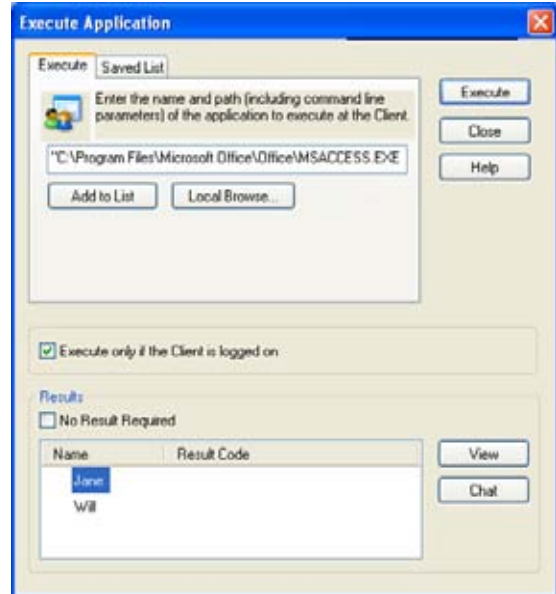 Execute Application
Execute Saved List
Enter the name and path (including command line
parameters) of the application to execute at the Client.
"C:\Program Files\Microsoft Office\Office\MSACCESS.EXE
Add to List Local Browse...
Execute
Close
Help
Execute only if the Client is logged on
Results
No Result Required
Name Result Code
Jane
Will
View
Chat